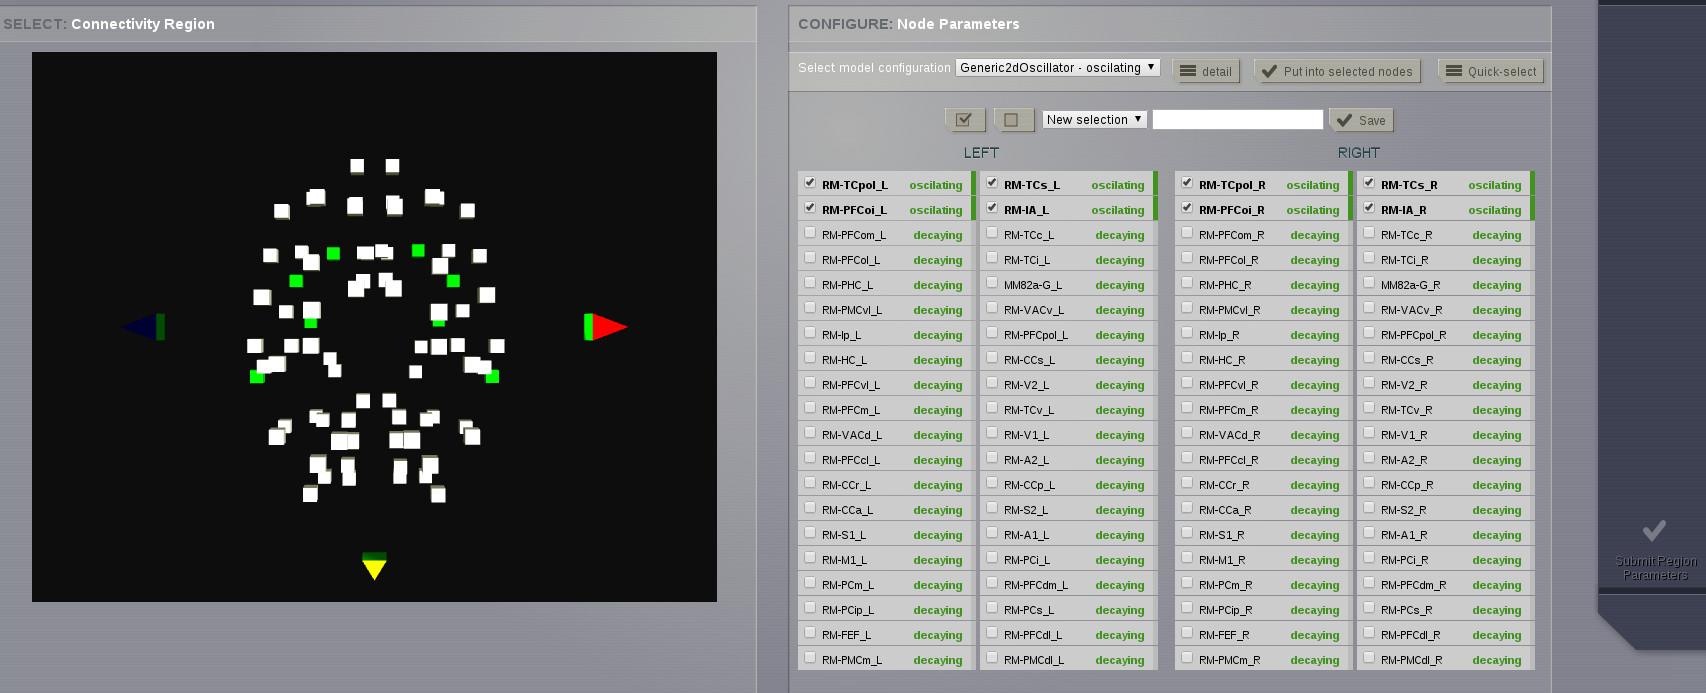 SELECT: Connectivity Region
CONFIGURE: Node Parameters
Select model configuration Generic2dOscillator - oscilating detail Put into selected nodes Quick-select
New selection Save
LEFT RIGHT
RM-TCpol_L oscilating RM-TCs_L oscilating RM-TCpol_R oscilating RM-TCs_R oscilating
RM-PFCoi_L oscilating RM-IA_L oscilating RM-PFCoi_R oscilating RM-IA_R oscilating
RM-PFCom_L decaying RM-TCc_L decaying RM-PFCom_R decaying RM-TCc_R decaying
RM-PFCol_L decaying RM-TCi_L decaying RM-PFCol_R decaying RM-TCi_R decaying
RM-PHC_L decaying MM82a-G_L decaying RM-PHC_R decaying MM82a-G_R decaying
RM-PMCvl_L decaying RM-VACv_L decaying RM-PMCvl_R decaying RM-VACv_R decaying
RM-Ip_L decaying RM-PFCpol_L decaying RM-Ip_R decaying RM-PFCpol_R decaying
RM-HC_L decaying RM-CCs_L decaying RM-HC_R decaying RM-CCs_R decaying
RM-PFCvl_L decaying RM-V2_L decaying RM-PFCvl_R decaying RM-V2_R decaying
RM-PFCm_L decaying RM-TCv_L decaying RM-PFCm_R decaying RM-TCv_R decaying
RM-VACd_L decaying RM-V1_L decaying RM-VACd_R decaying RM-V1_R decaying
RM-PFCcl_L decaying RM-A2_L decaying RM-PFCcl_R decaying RM-A2_R decaying
RM-CCr_L decaying RM-CCp_L decaying RM-CCr_R decaying RM-CCp_R decaying
RM-CCa_L decaying RM-S2_L decaying RM-CCa_R decaying RM-S2_R decaying
RM-S1_L decaying RM-A1_L decaying RM-S1_R decaying RM-A1_R decaying
RM-M1_L decaying RM-PCi_L decaying RM-M1_R decaying RM-PCi_R decaying
RM-PCm_L decaying RM-PFCdm_L decaying RM-PCm_R decaying RM-PFCdm_R decaying
RM-PCip_L decaying RM-PCs_L decaying RM-PCip_R decaying RM-PCs_R decaying
RM-FEF_L decaying RM-PFCdl_L decaying RM-FEF_R decaying RM-PFCdl_R decaying
RM-PMCm_L decaying RM-PMCdl_L decaying RM-PMCm_R decaying RM-PMCdl_R decaying
Submit Region
Parameters